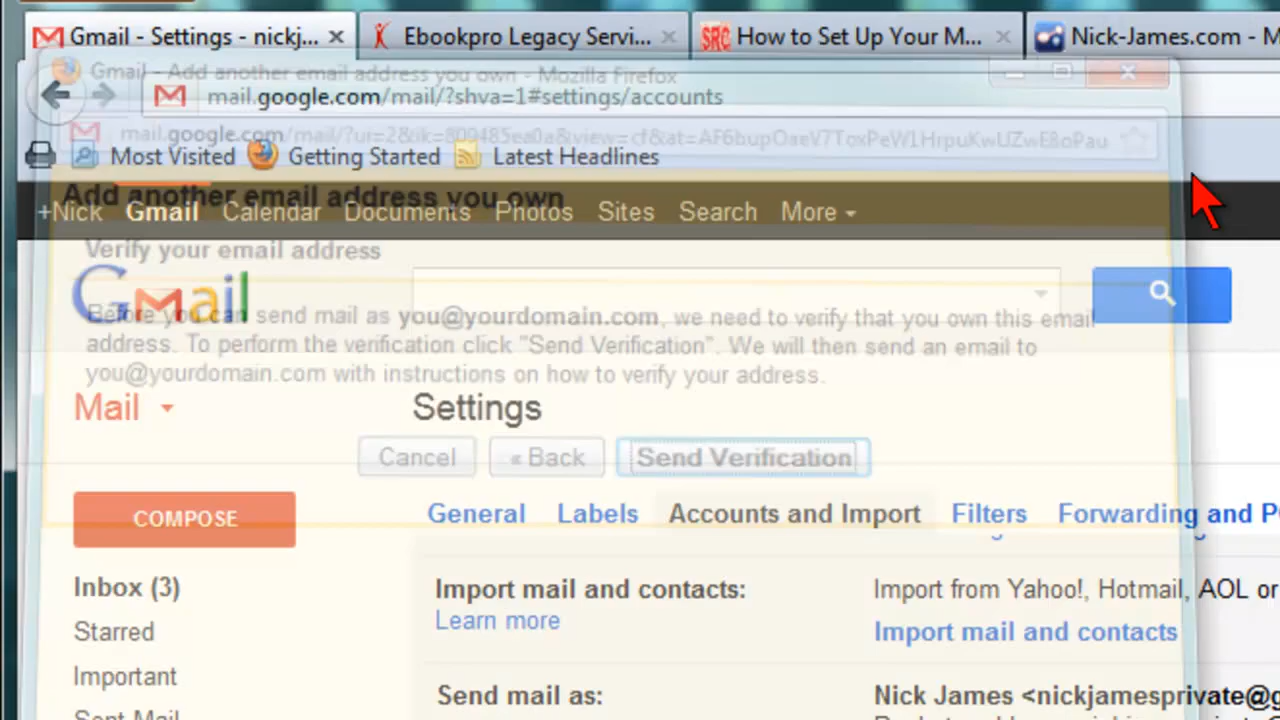 Gmail - Settings - nickj...
Ebookpro Legacy Servi...
SRC How to Set Up Your M...
Nick-James.com - M
Gmail - Add another email address you own - Mozilla Firefox
mail.google.com/mail/?shva=1#settings/accounts
Most Visited
Getting Started
Latest Headlines
Add another email address you own
+Nick Gmail Calendar Documents Photos Sites Search More
Verify your email address
Gmail
Before you can send mail as you@yourdomain.com, we need to verify that you own this email
address. To perform the verification click "Send Verification". We will then send an email to
you@yourdomain.com with instructions on how to verify your address.
Mail
Settings
Cancel
« Back
Send Verification
COMPOSE
General Labels Accounts and Import Filters Forwarding and P
Inbox (3)
Import mail and contacts:
Import from Yahoo!, Hotmail, AOL or
Learn more
Import mail and contacts
Starred
Important
Send mail as:
Nick James <nickjamesprivate@g
Sent Mail